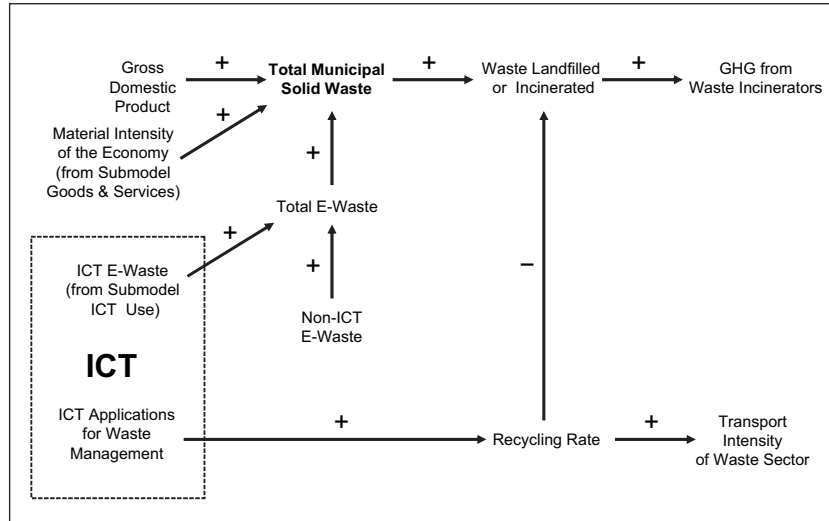 Gross
Domestic
Product
+
Total Municipal
Solid Waste
+
Waste Landfilled
or Incinerated
+
GHG from
Waste Incinerators
Material Intensity
of the Economy
(from Submodel
Goods & Services)
+
+
Total E-Waste
+
ICT E-Waste
(from Submodel
ICT Use)
+
–
Non-ICT
E-Waste
ICT
ICT Applications
for Waste
Management
+
Recycling Rate
+
Transport
Intensity
of Waste Sector